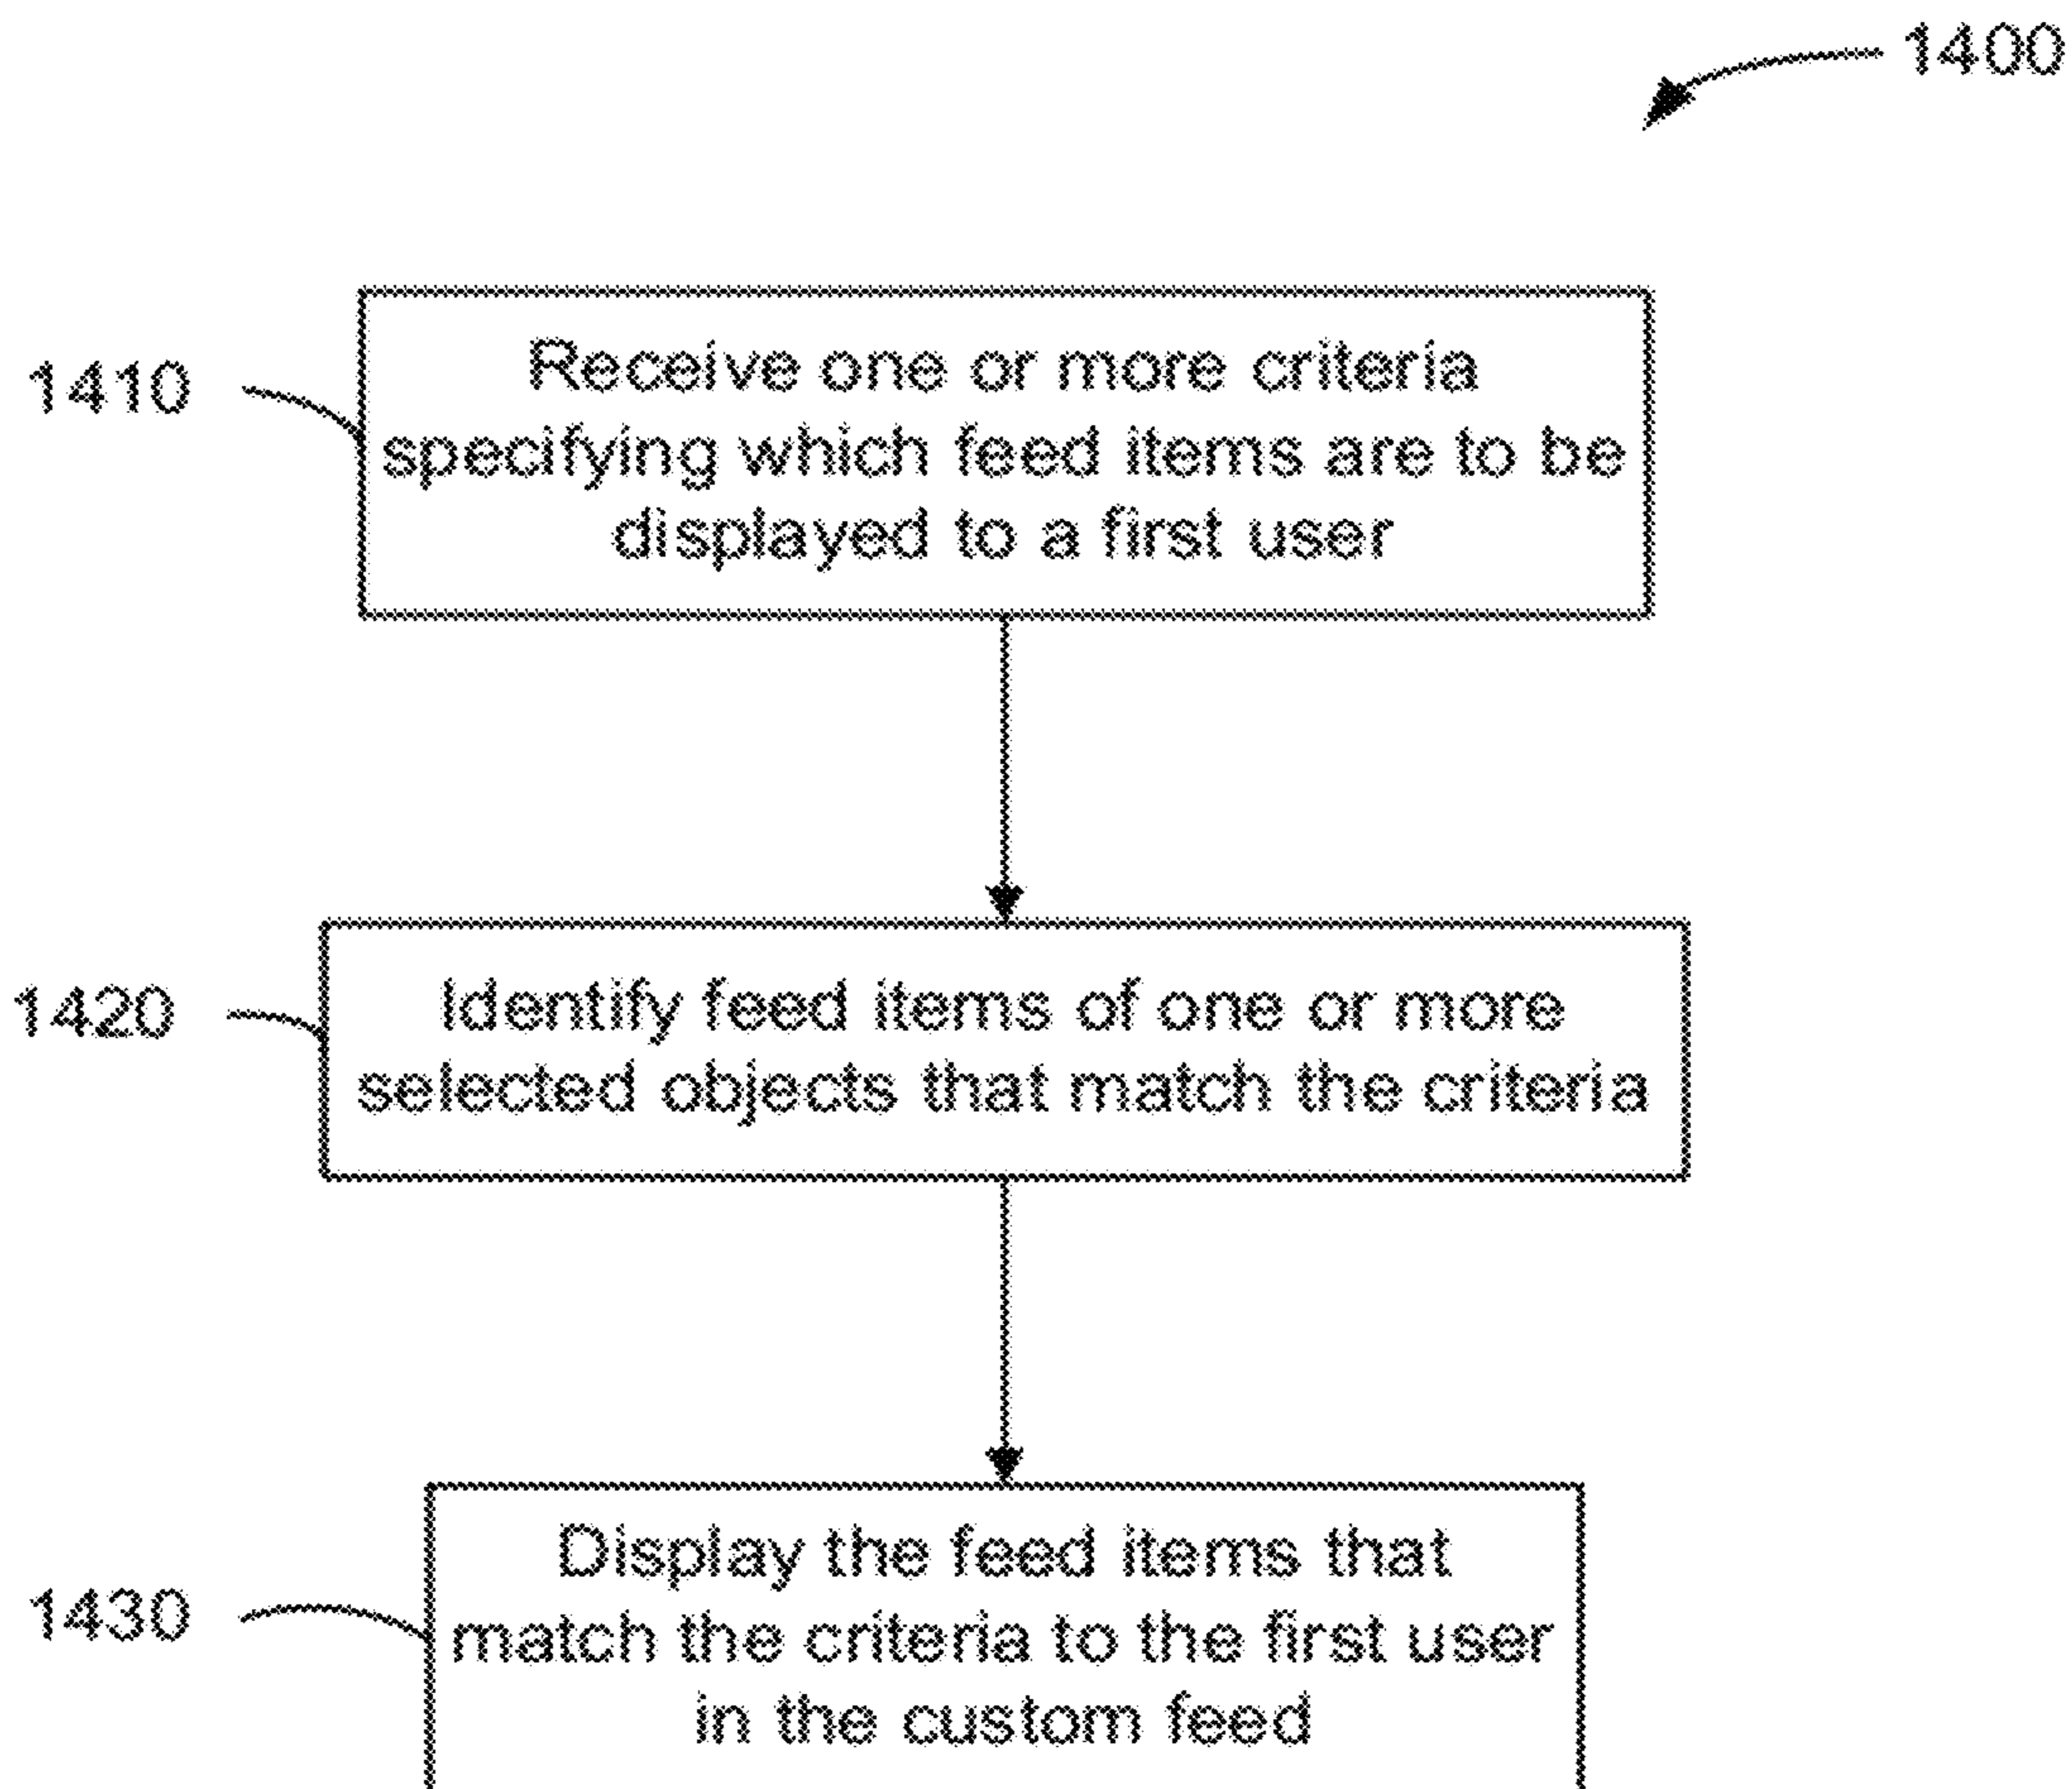 1400
1410
Receive one or more criteria
specifying which feed items are to be
displayed to a first user
1420
Identify feed items of one or more
selected objects that match the criteria
1430
Display the feed items that
match the criteria to the first user
in the custom feed